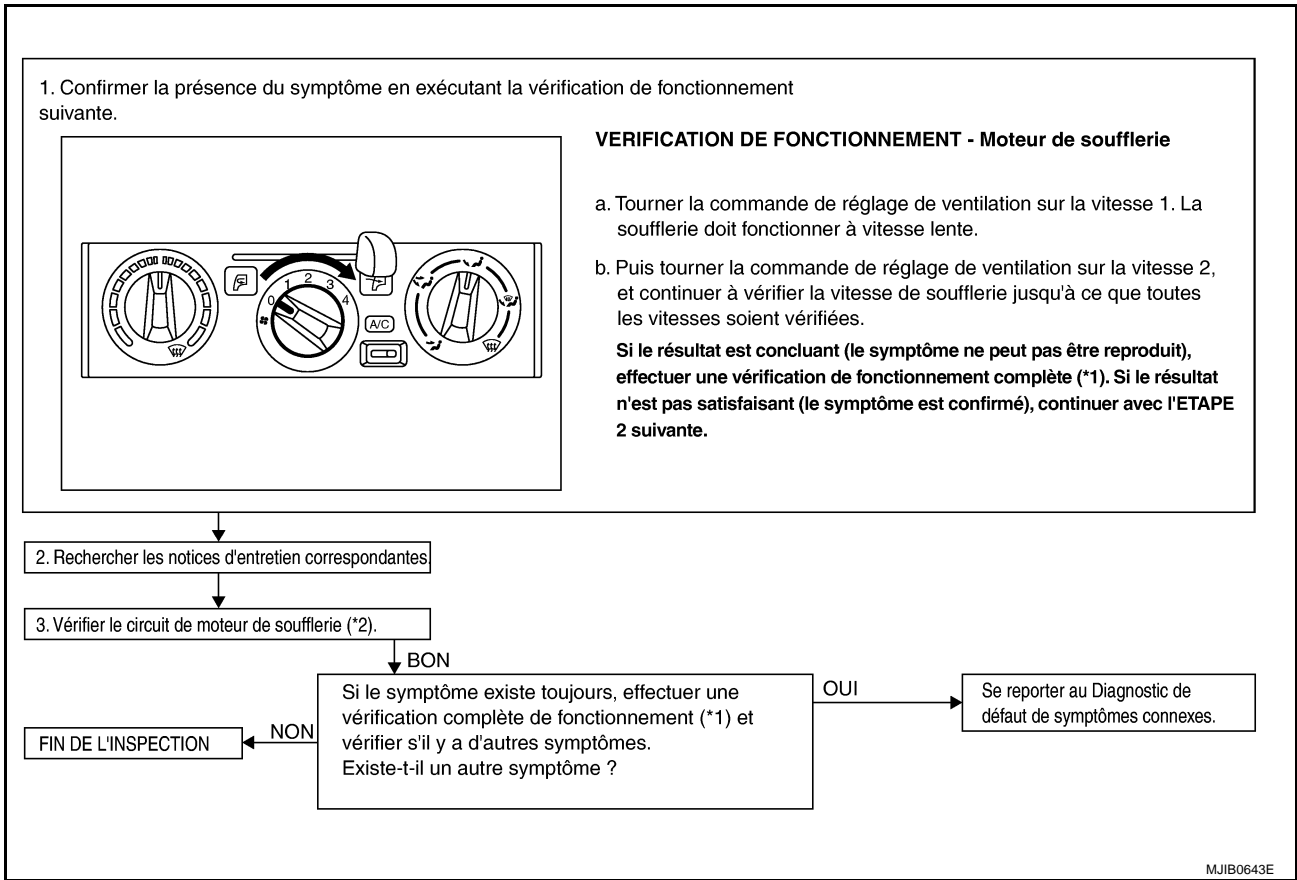 1. Confirmer la présence du symptôme en exécutant la vérification de fonctionnement
suivante.
VERIFICATION DE FONCTIONNEMENT - Moteur de soufflerie
a. Tourner la commande de réglage de ventilation sur la vitesse 1. La
soufflerie doit fonctionner à vitesse lente.
b. Puis tourner la commande de réglage de ventilation sur la vitesse 2,
et continuer à vérifier la vitesse de soufflerie jusqu'à ce que toutes
les vitesses soient vérifiées.
Si le résultat est concluant (le symptôme ne peut pas être reproduit),
effectuer une vérification de fonctionnement complète (*1). Si le résultat
n'est pas satisfaisant (le symptôme est confirmé), continuer avec l'ETAPE
2 suivante.
0 1 2 3 4
A/C
2. Rechercher les notices d'entretien correspondantes.
3. Vérifier le circuit de moteur de soufflerie (*2).
BON
Si le symptôme existe toujours, effectuer une
vérification complète de fonctionnement (*1) et
vérifier s'il y a d'autres symptômes.
Existe-t-il un autre symptôme ?
OUI
Se reporter au Diagnostic de
défaut de symptômes connexes.
NON
FIN DE L'INSPECTION
MJIB0643E